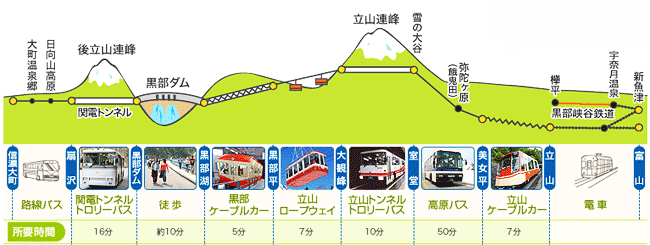 立山連峰
雪の大谷
後立山連峰
日向山高原
大町温泉郷
黒部ダム
弥陀ヶ原
(餓鬼田)
欅平
宇奈月温泉
新魚津
関電トンネル
黒部峡谷鉄道
信濃大町
路線バス
扇沢
関電トンネル
トロリーバス
黒部ダム
徒歩
黒部湖
黒部
ケーブルカー
黒部平
立山
ロープウェイ
大観峰
立山トンネル
トロリーバス
室堂
高原バス
美女平
立山
ケーブルカー
立山
電車
富山
所要時間
16分
約10分
5分
7分
10分
50分
7分